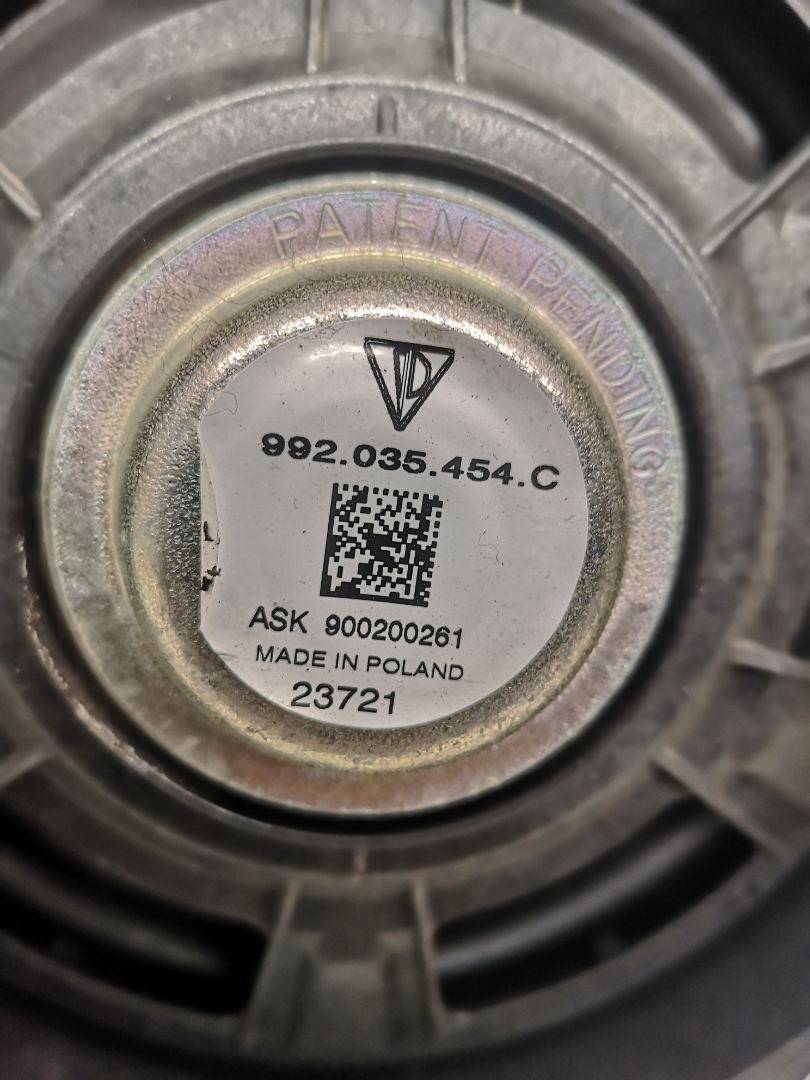 PATENT PENDING
992.035.454.C
ASK 900200261
MADE IN POLAND
23721